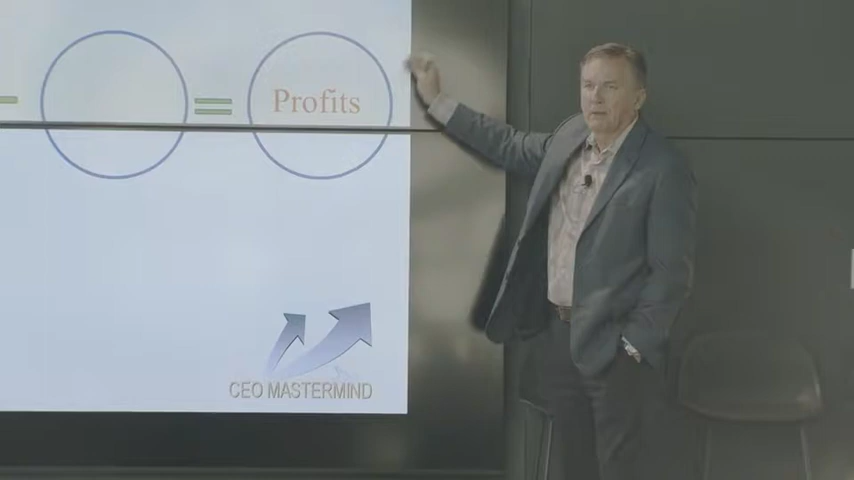 = Profits
CEO MASTERMIND